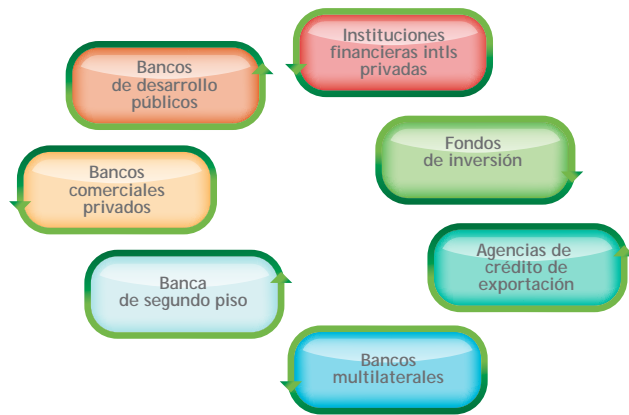 Instituciones
financieras intls
privadas
Bancos
de desarrollo
públicos
Fondos
de inversión
Bancos
comerciales
privados
Agencias de
crédito de
exportación
Banca
de segundo piso
Bancos
multilaterales